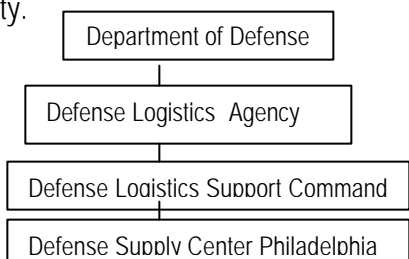 ty.
Department of Defense
Defense Logistics Agency
Defense Logistics Support Command
Defense Supply Center Philadelphia